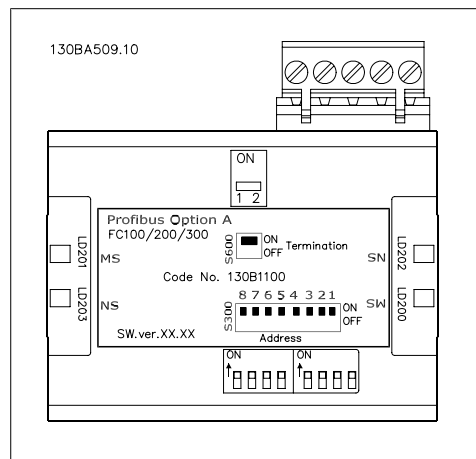 130BA509.10
ON
1 2
Profibus Option A
FC100/200/300
LD201
MS
S600
ON
OFF
Termination
SN
LD202
Code No. 130B1100
LD203
NS
8 7 6 5 4 3 2 1
S300
ON
OFF
SW
LD200
SW.ver.XX.XX
Address
ON
ON